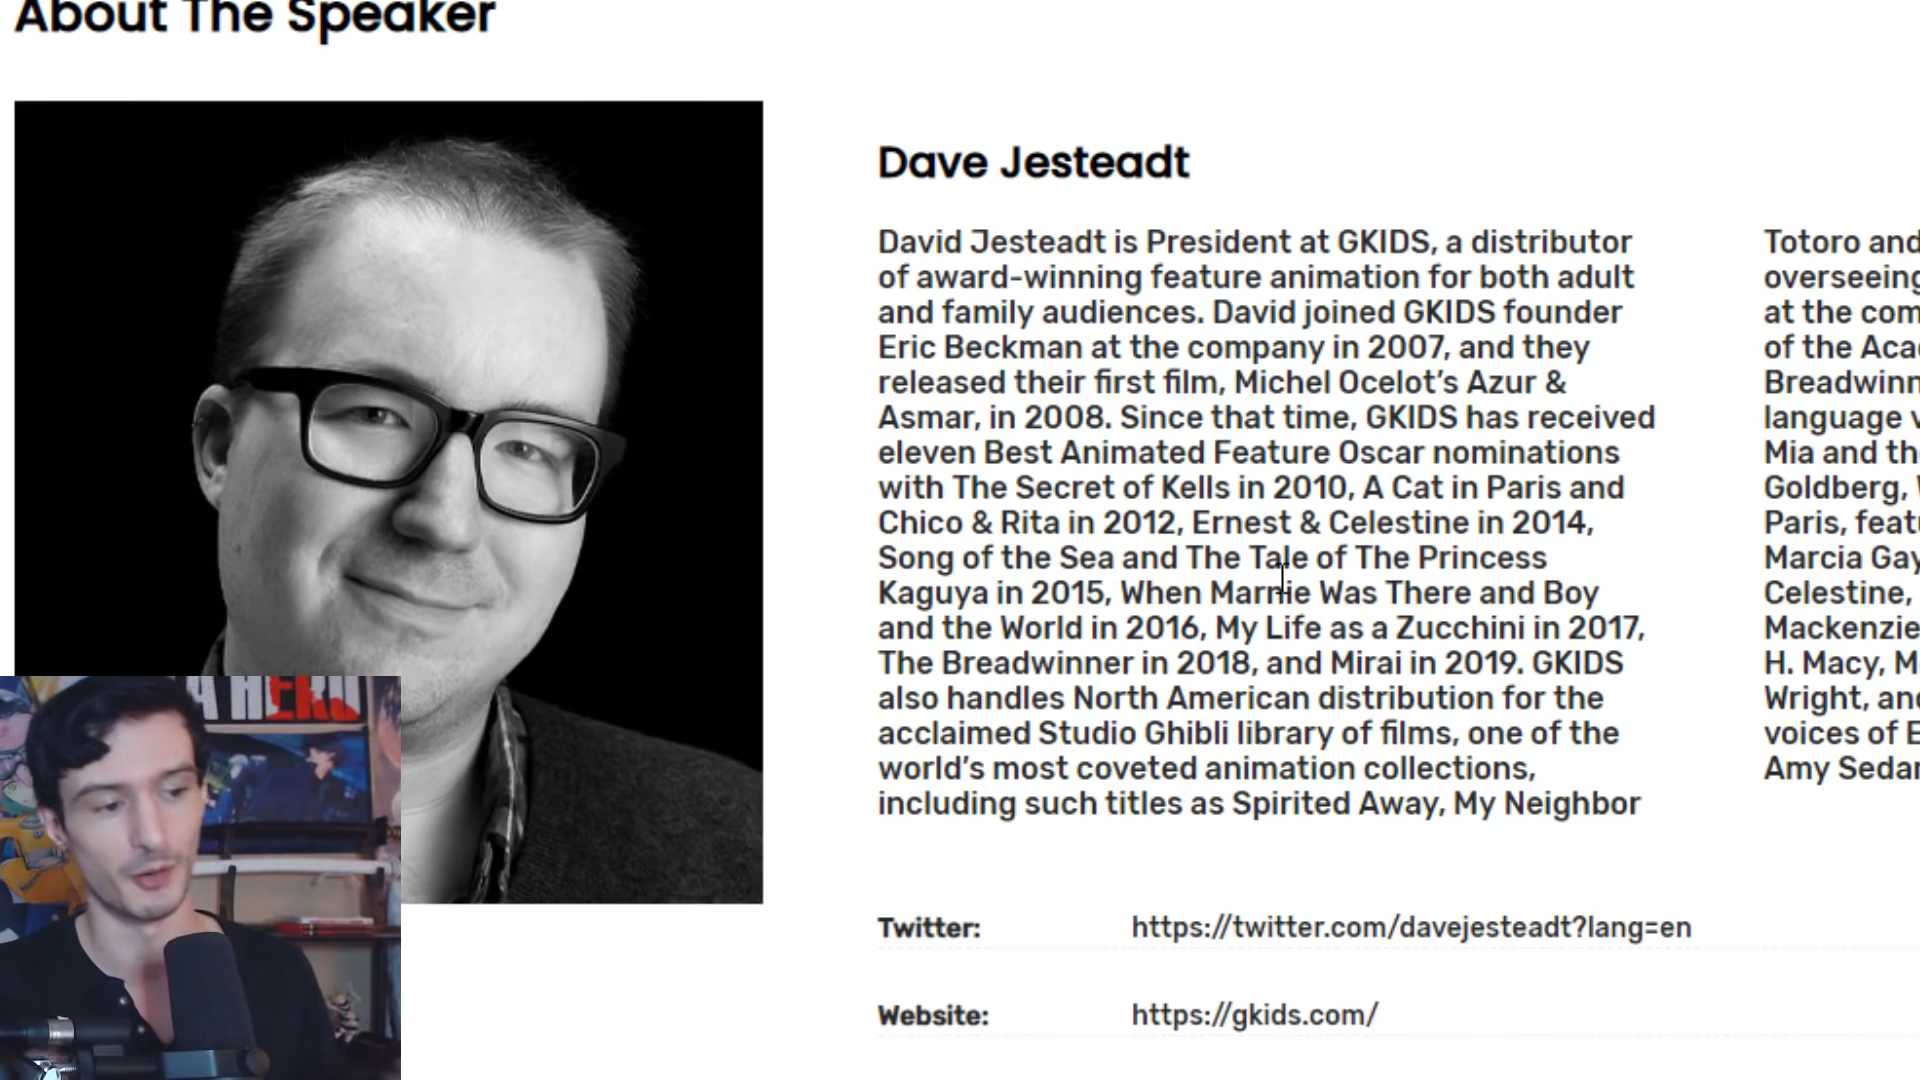 About The Speaker
Dave Jesteadt
David Jesteadt is President at GKIDS, a distributor
of award-winning feature animation for both adult
and family audiences. David joined GKIDS founder
Eric Beckman at the company in 2007, and they
released their first film, Michel Ocelot’s Azur &
Asmar, in 2008. Since that time, GKIDS has received
eleven Best Animated Feature Oscar nominations
with The Secret of Kells in 2010, A Cat in Paris and
Chico & Rita in 2012, Ernest & Celestine in 2014,
Song of the Sea and The Tale of The Princess
Kaguya in 2015, When Marnie Was There and Boy
and the World in 2016, My Life as a Zucchini in 2017,
The Breadwinner in 2018, and Mirai in 2019. GKIDS
also handles North American distribution for the
acclaimed Studio Ghibli library of films, one of the
world’s most coveted animation collections,
including such titles as Spirited Away, My Neighbor
Totoro and
overseeing
at the com
of the Aca
Breadwinn
language v
Mia and th
Goldberg,
Paris, feat
Marcia Gay
Celestine,
Mackenzie
H. Macy, M
Wright, and
voices of E
Amy Sedar
Twitter: https://twitter.com/davejesteadt?lang=en
Website: https://gkids.com/
A HERO